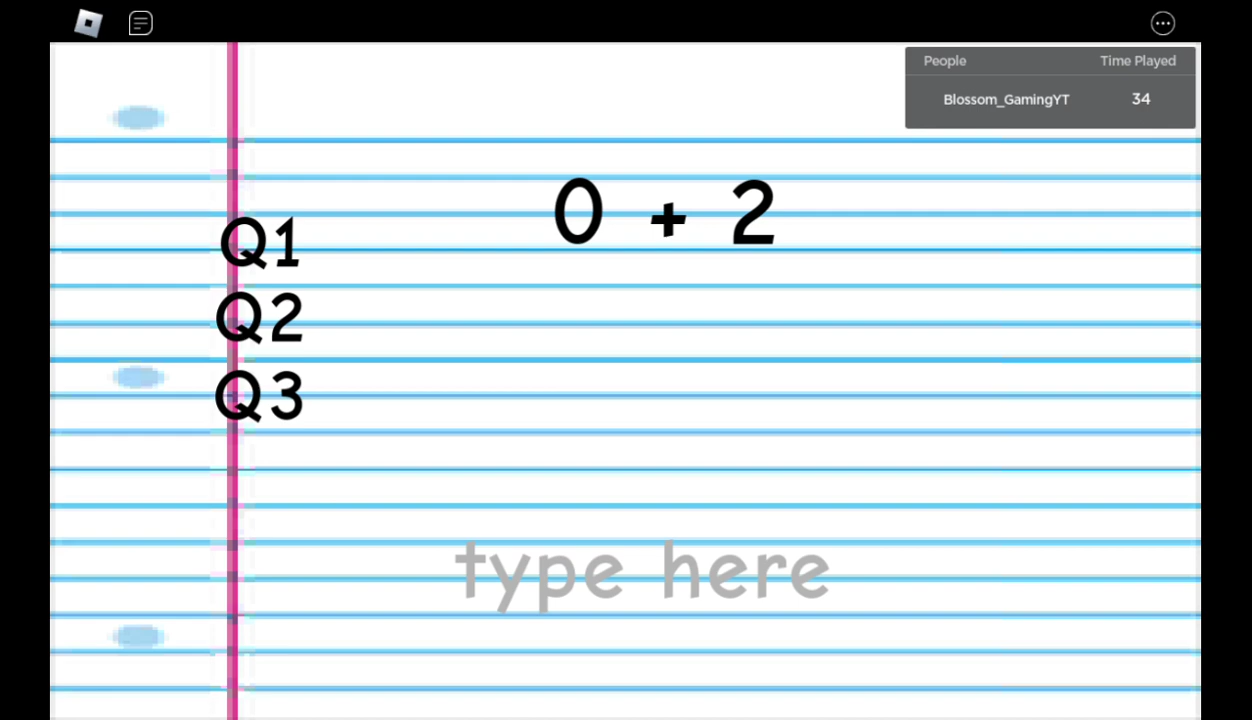 People Time Played
Blossom_GamingYT 34
0 + 2
Q1
Q2
Q3
type here